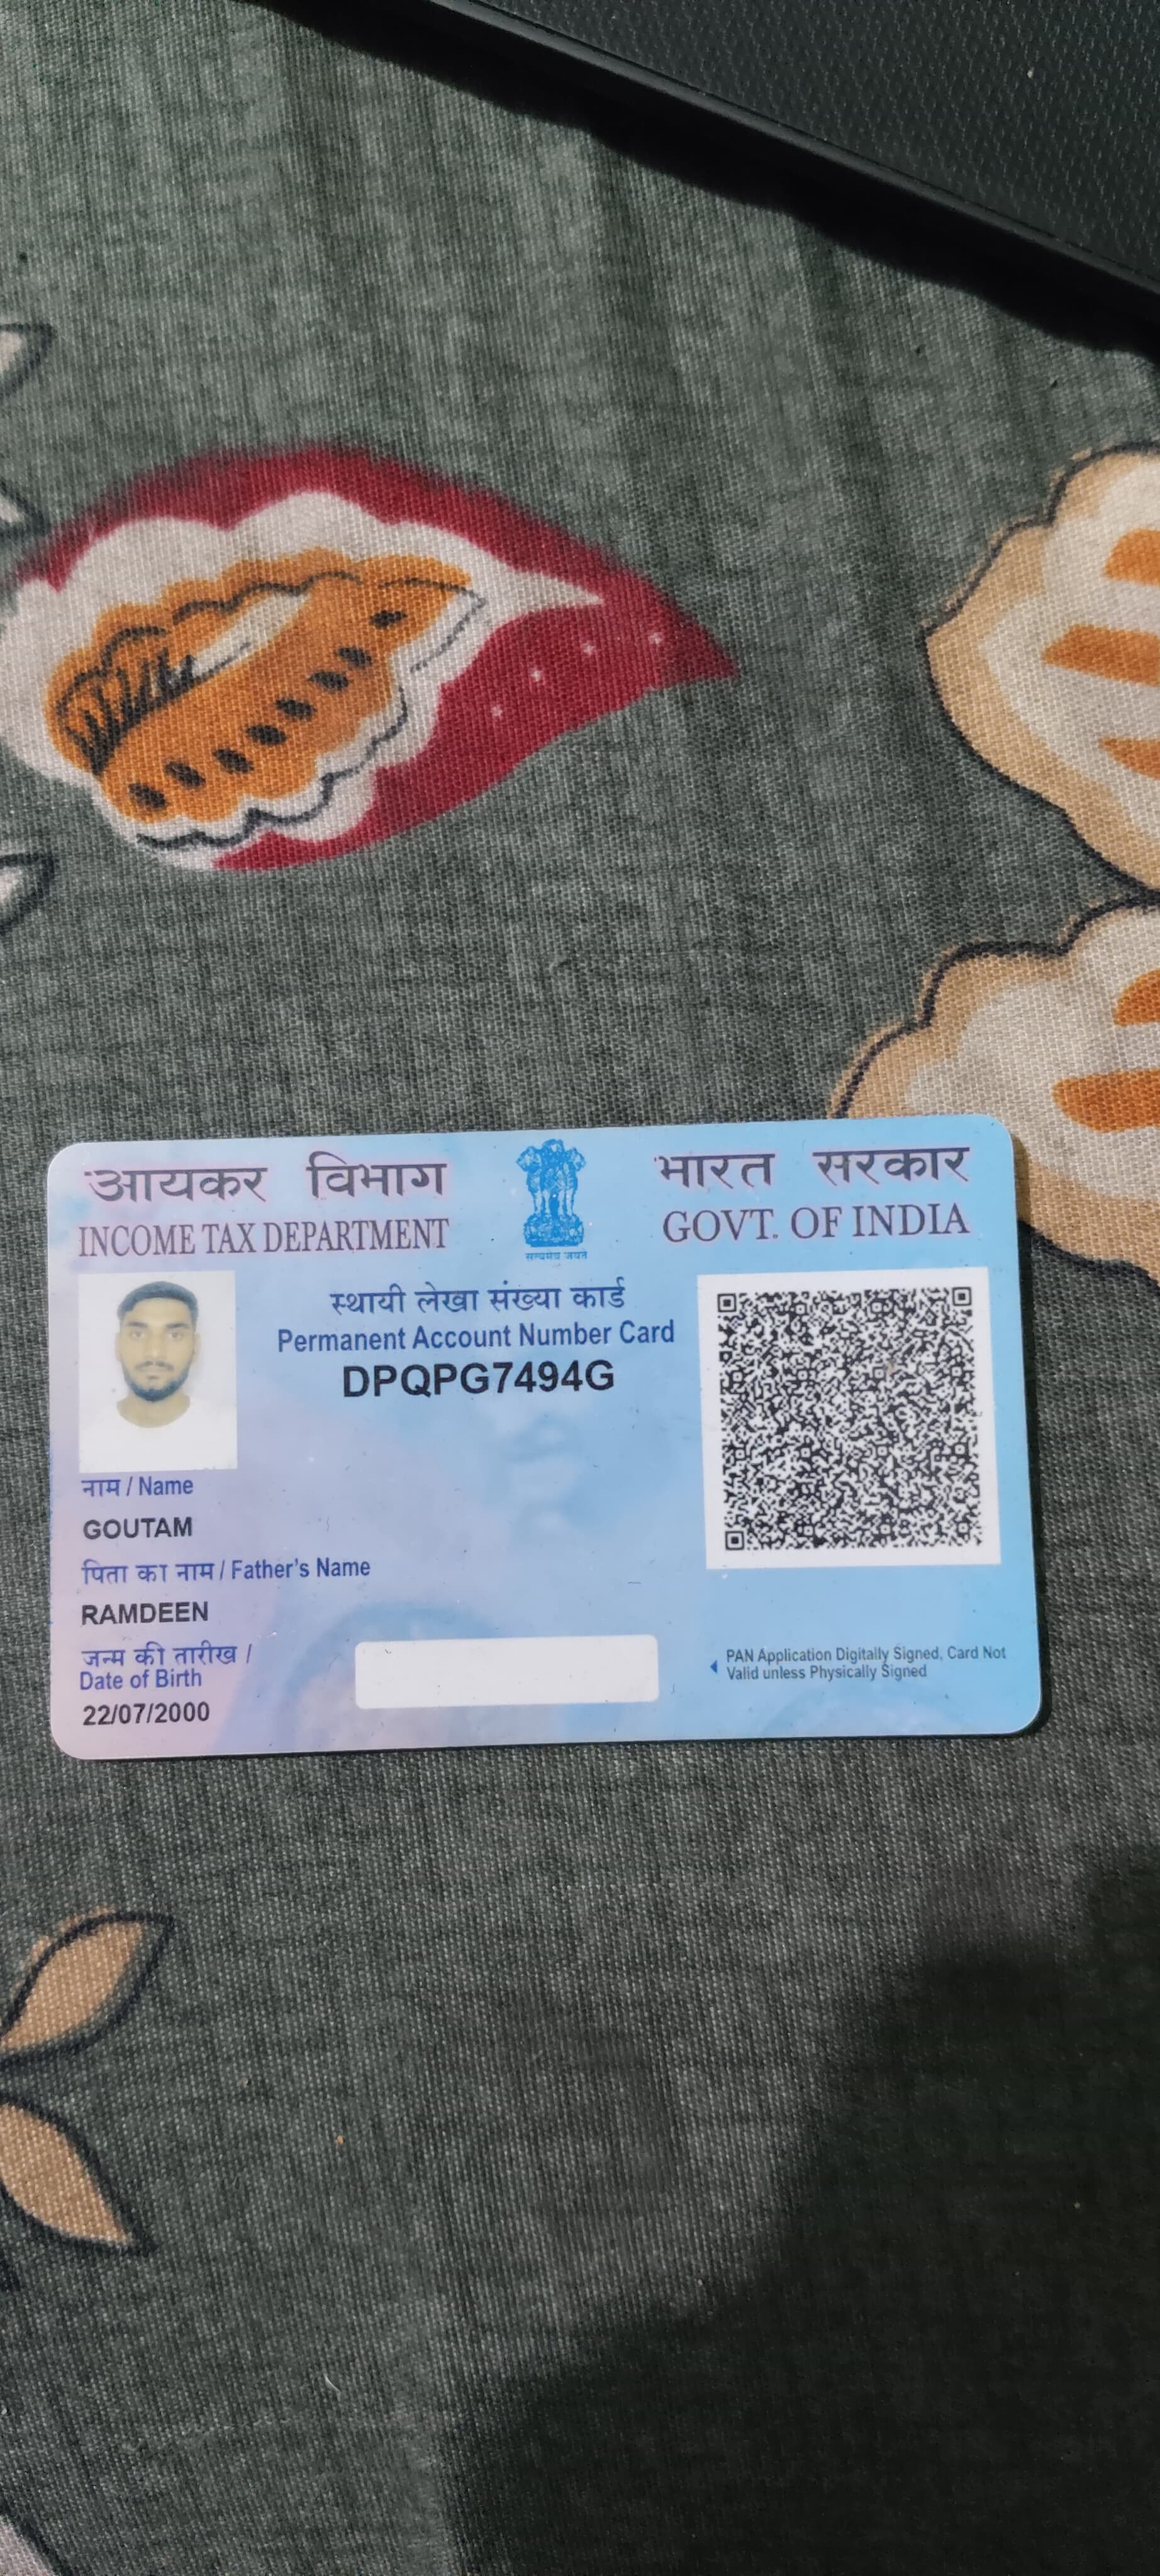 आयकर विभाग
INCOME TAX DEPARTMENT
सत्यमेव जयते
भारत सरकार
GOVT. OF INDIA
स्थायी लेखा संख्या कार्ड
Permanent Account Number Card
DPQPG7494G
नाम / Name
GOUTAM
पिता का नाम / Father's Name
RAMDEEN
जन्म की तारीख /
Date of Birth
22/07/2000
PAN Application Digitally Signed, Card Not
Valid unless Physically Signed